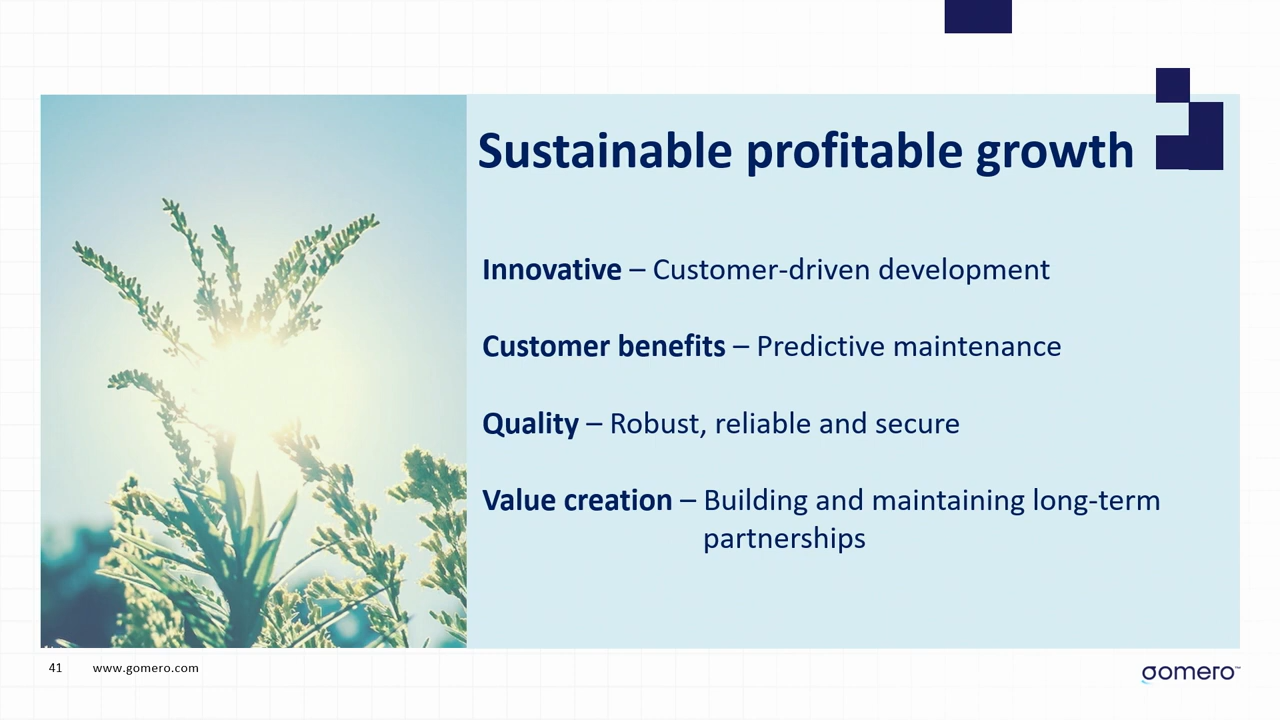 Sustainable profitable growth
Innovative – Customer-driven development
Customer benefits – Predictive maintenance
Quality – Robust, reliable and secure
Value creation – Building and maintaining long-term
partnerships
41 www.gomero.com
gomero™